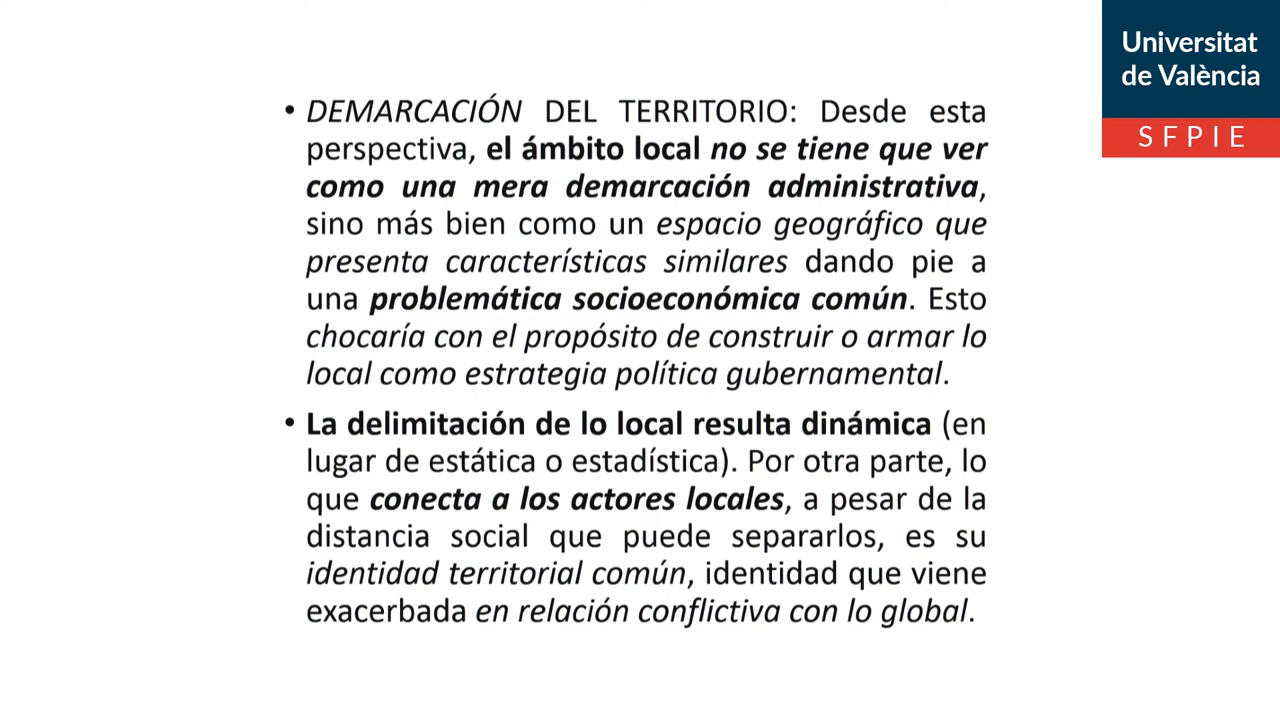 Universitat
de València
SFPIE
• DEMARCACIÓN DEL TERRITORIO: Desde esta
perspectiva, el ámbito local no se tiene que ver
como una mera demarcación administrativa,
sino más bien como un espacio geográfico que
presenta características similares dando pie a
una problemática socioeconómica común. Esto
chocaría con el propósito de construir o armar lo
local como estrategia política gubernamental.
• La delimitación de lo local resulta dinámica (en
lugar de estática o estadística). Por otra parte, lo
que conecta a los actores locales, a pesar de la
distancia social que puede separarlos, es su
identidad territorial común, identidad que viene
exacerbada en relación conflictiva con lo global.